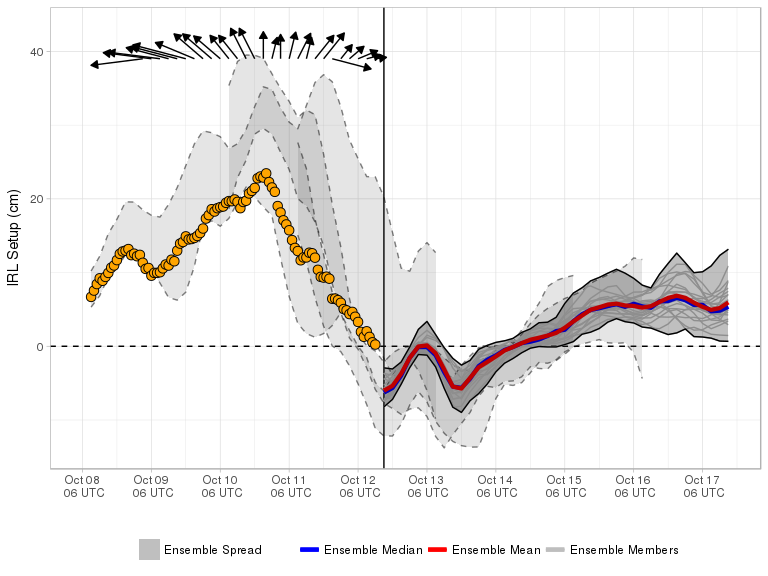 40
20
0
IRL Setup (cm)
Oct 08 Oct 09 Oct 10 Oct 11 Oct 12 Oct 13 Oct 14 Oct 15 Oct 16 Oct 17
06 UTC 06 UTC 06 UTC 06 UTC 06 UTC 06 UTC 06 UTC 06 UTC 06 UTC 06 UTC
Ensemble Spread Ensemble Median Ensemble Mean Ensemble Members